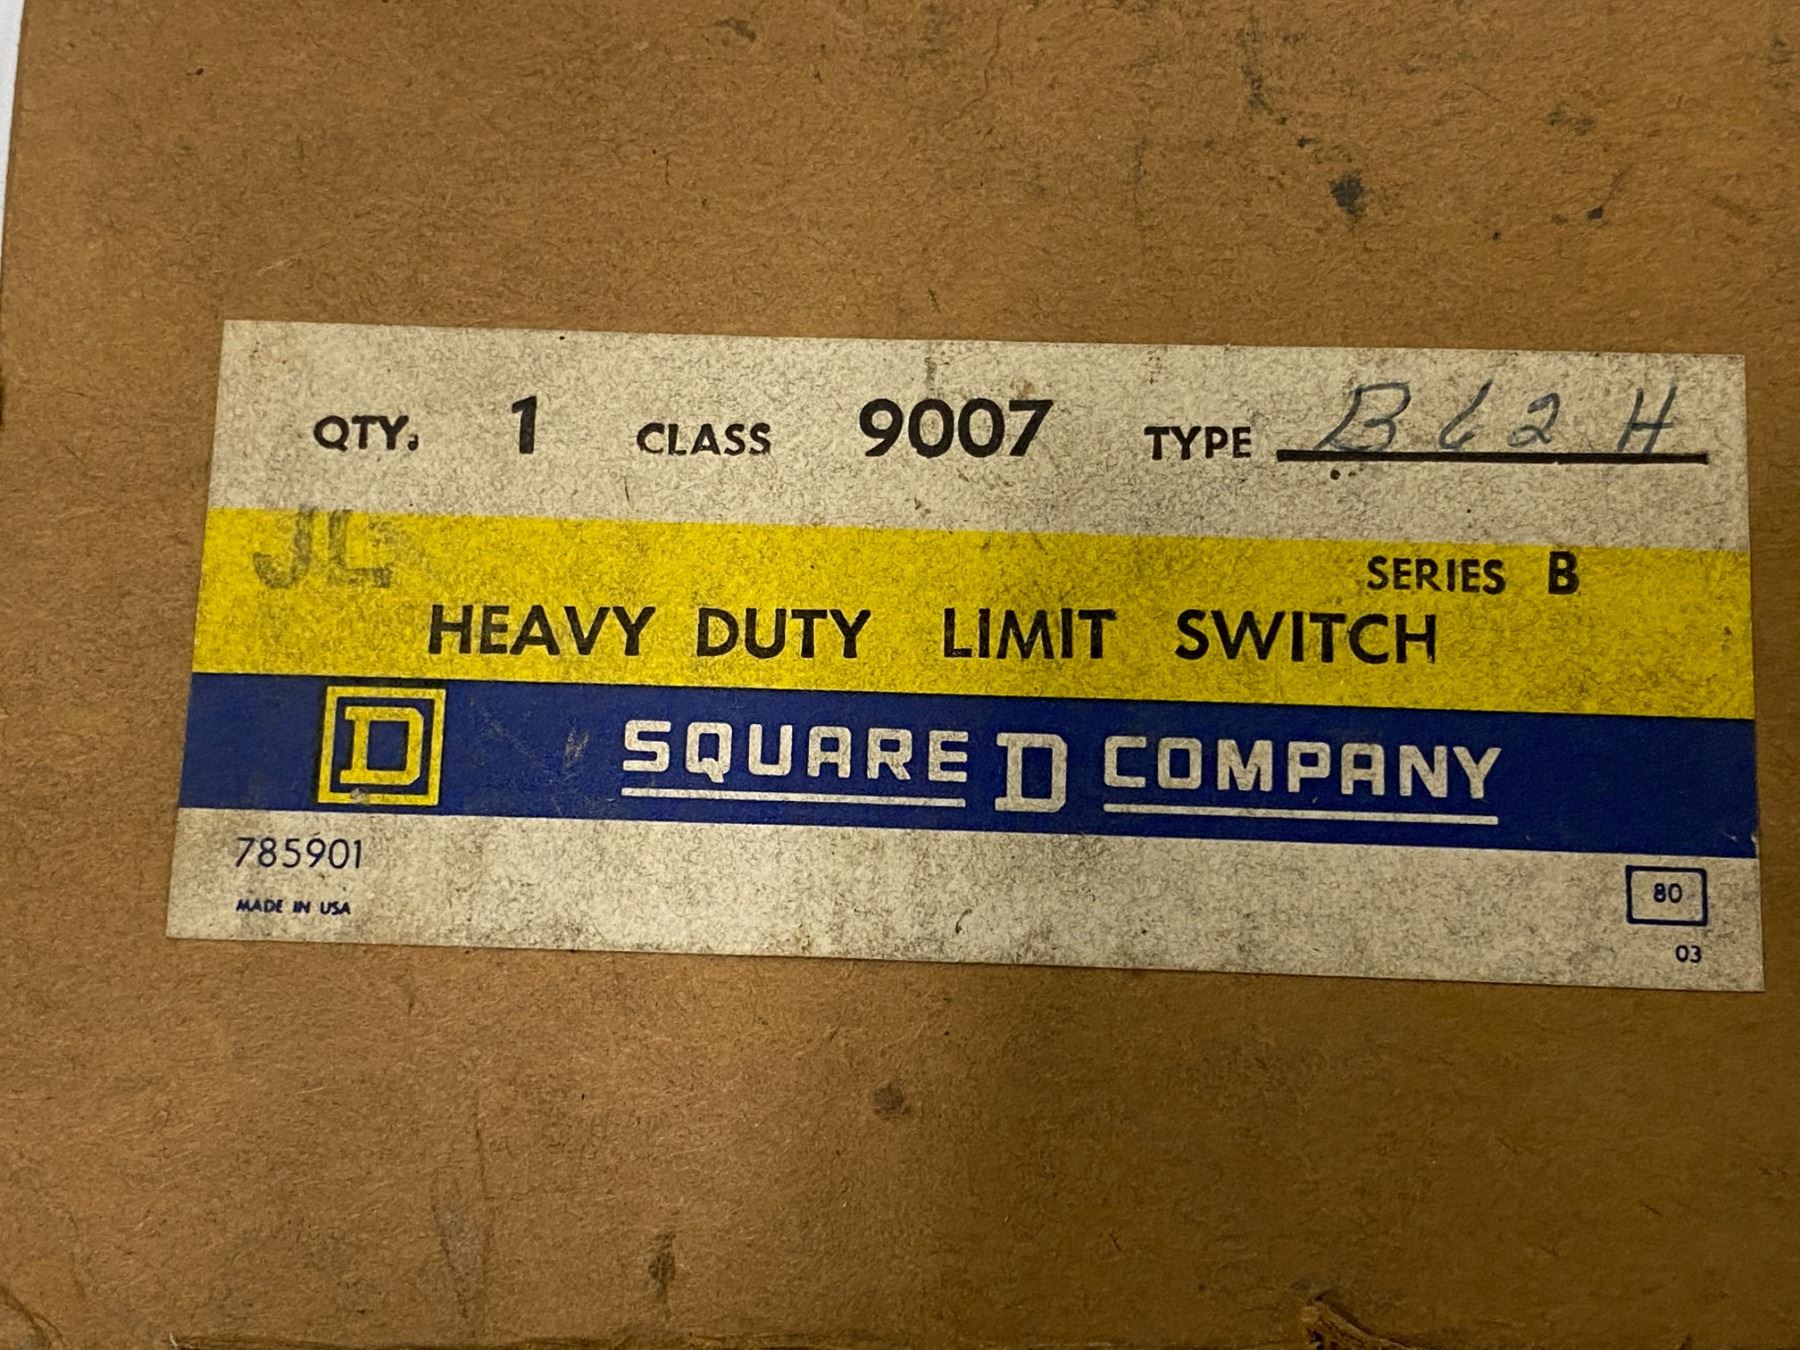 QTY. 1 CLASS 9007 TYPE B62H
JL
SERIES B
HEAVY DUTY LIMIT SWITCH
D SQUARE D COMPANY
785901
MADE IN USA
80
03